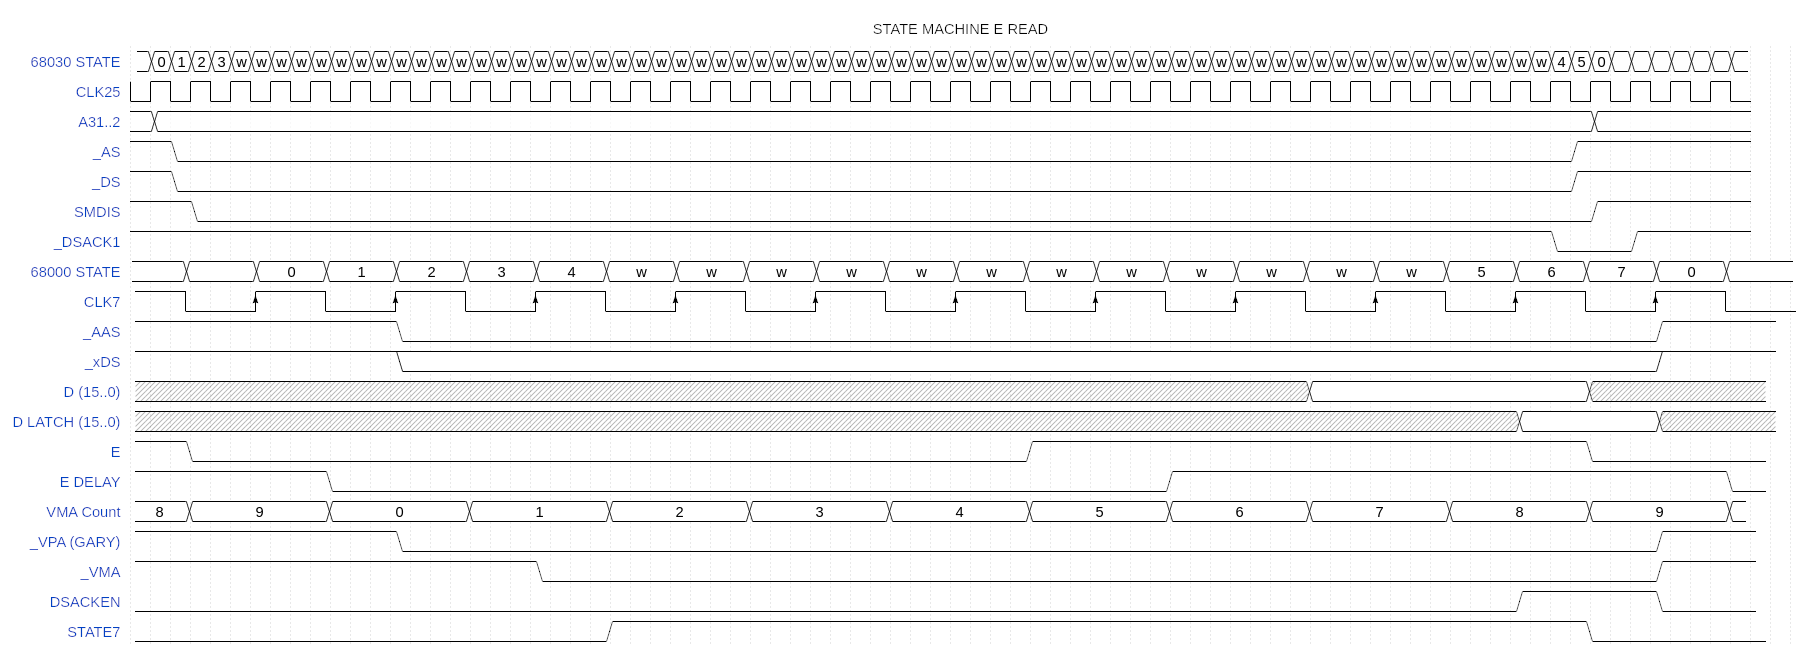 STATE MACHINE E READ
68030 STATE 0 1 2 3 w w w w w w w w w w w w w w w w w w w w w w w w w w w w w w w w w w w w w w w w w w w w w w w w w w w w w w w w w w w w w w w w w w 4 5 0
CLK25
A31..2
_AS
_DS
SMDIS
_DSACK1
68000 STATE 0 1 2 3 4 w w w w w w w w w w w w 5 6 7 0
CLK7
_AAS
_xDS
D (15..0)
D LATCH (15..0)
E
E DELAY
VMA Count 8 9 0 1 2 3 4 5 6 7 8 9
_VPA (GARY)
_VMA
DSACKEN
STATE7